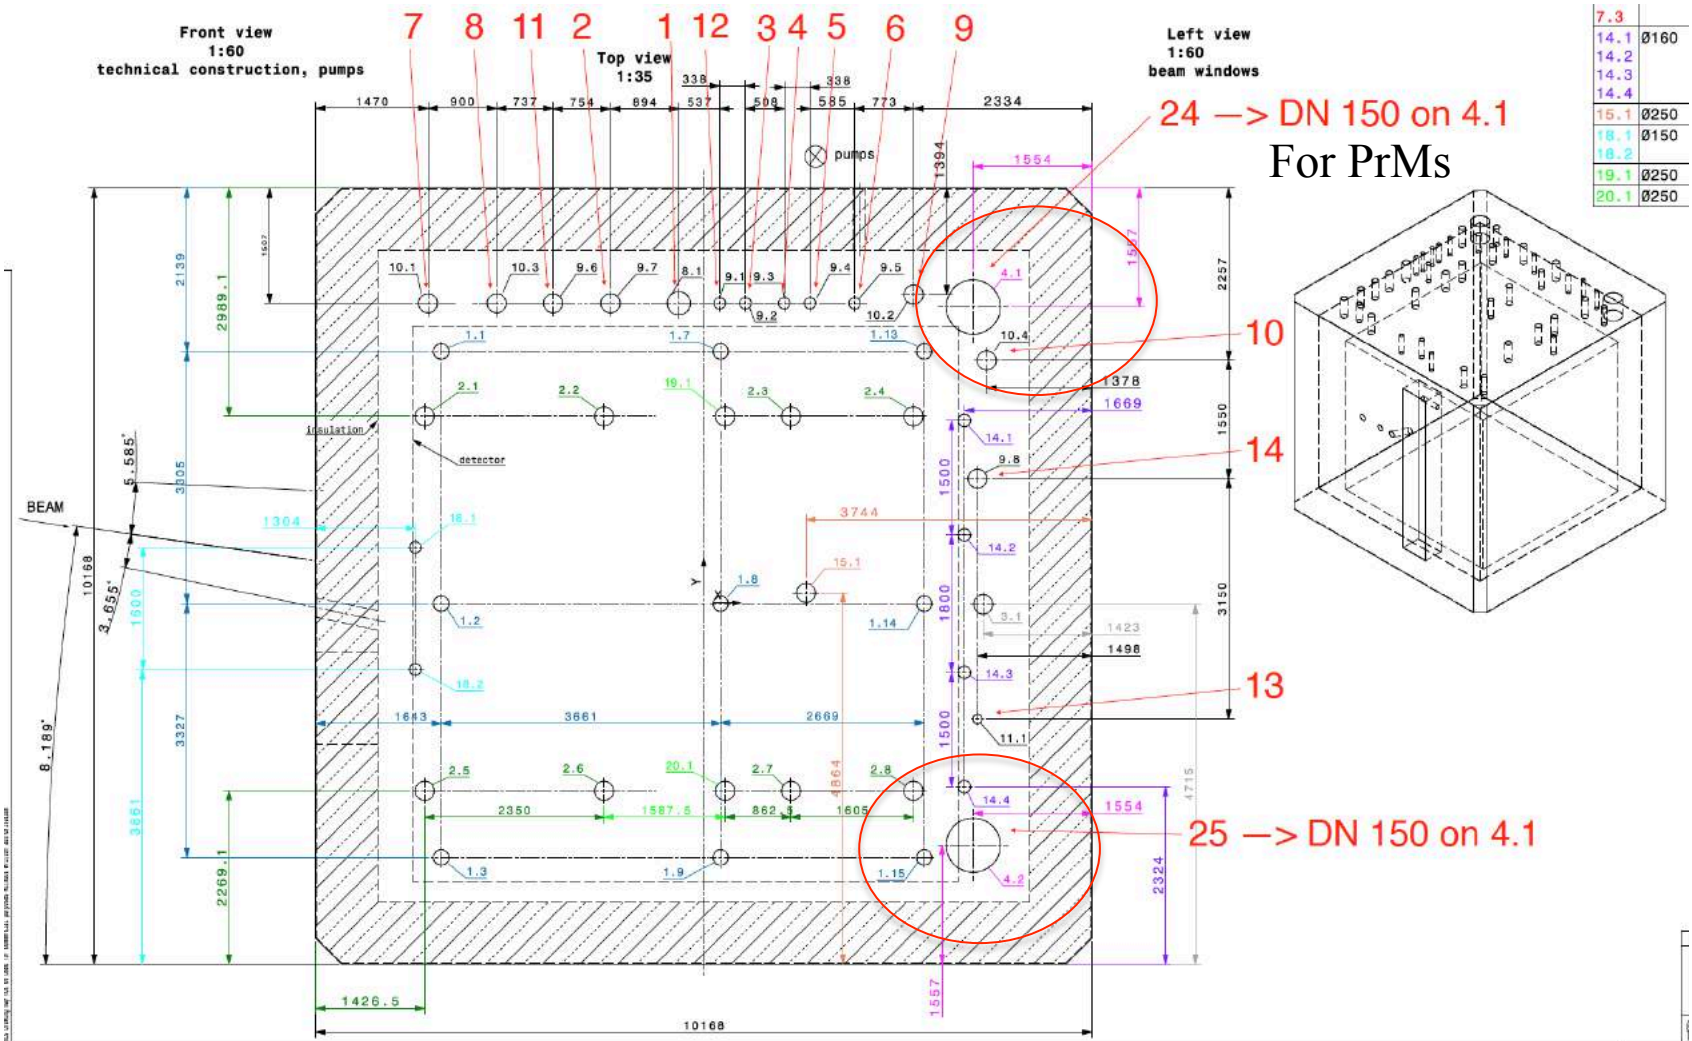 Front view
1:60
technical construction, pumps
7 8 11 2 1 12 3 4 5 6 9
Top view
1:35
Left view
1:60
beam windows
338 338
1470 900 737 754 894 537 508 585 773 2334
24 —> DN 150 on 4.1
For PrMs
7.3
14.1 Ø160
14.2
14.3
14.4
15.1 Ø250
18.1 Ø150
18.2
19.1 Ø250
20.1 Ø250
pumps
1394
1554
2139
2989.1
1507
2257
10.1 10.3 9.6 9.7 8.1 9.1 9.3 9.4 9.5 4.1
9.2 10.2
10.4
10
1.1 1.7 1.13
1378
2.1 2.2 19.1 2.3 2.4
1669
1550
insulation
14.1
detector
9.8
14
5.585°
3305
1500
BEAM
1304
18.1
3744
14.2
10168
15.1
1.8
Y
X
3.655°
1600
1.2
1.14
3.1
1800
3150
1423
1498
18.2
14.3
13
1643 3661 2669
3327
11.1
8.189°
1500
2.5 2.6 20.1 2.7 2.8
4864
4715
3861
14.4
2350 1587.5 862.5 1605
1554
25 —> DN 150 on 4.1
2269.1
1.3 1.9 1.15
4.2
2324
1557
1426.5
10168